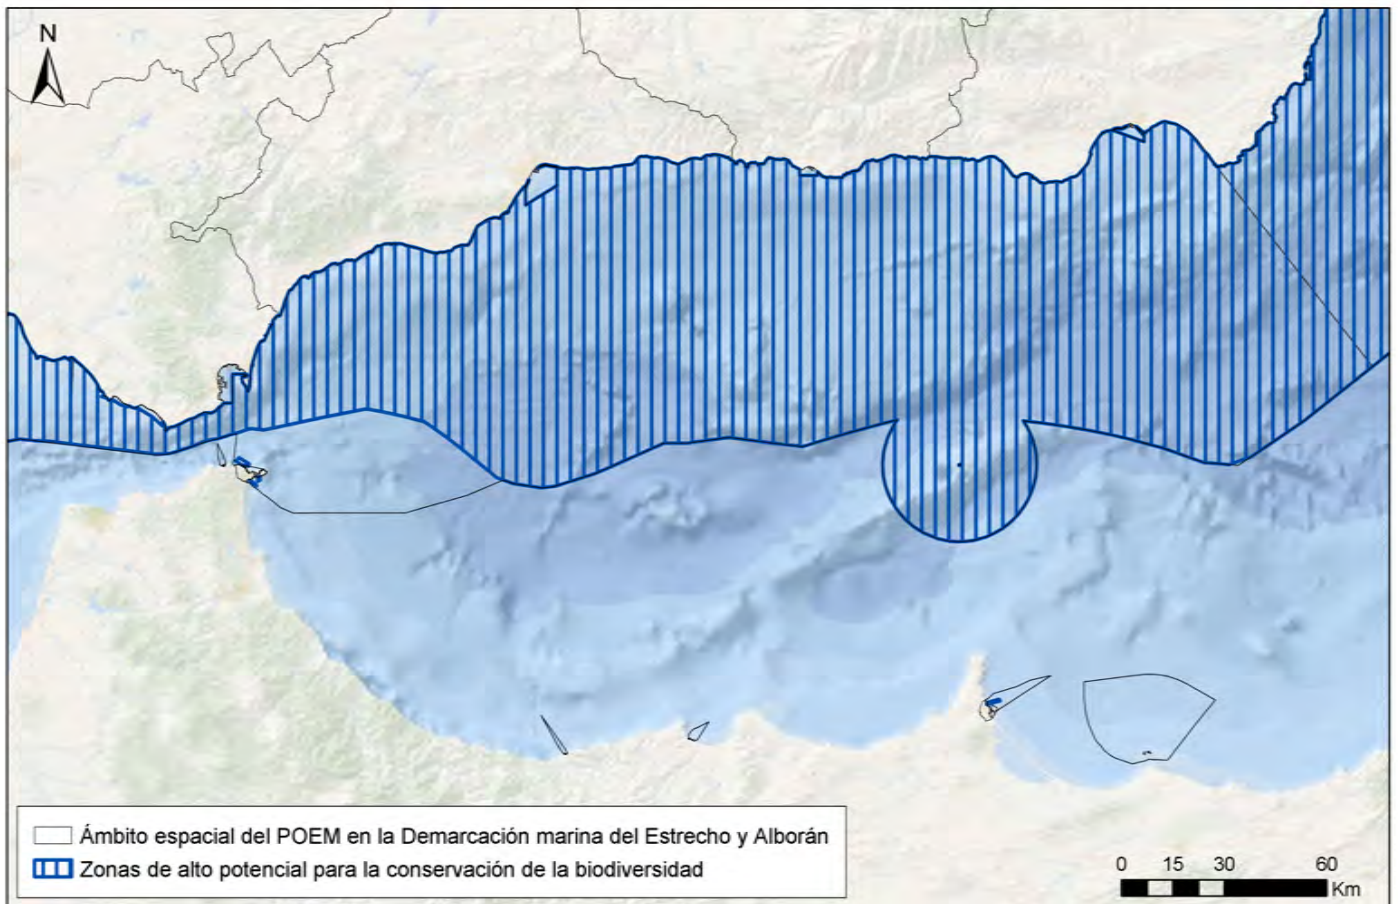 N
Ámbito espacial del POEM en la Demarcación marina del Estrecho y Alborán
Zonas de alto potencial para la conservación de la biodiversidad
0 15 30 60
Km